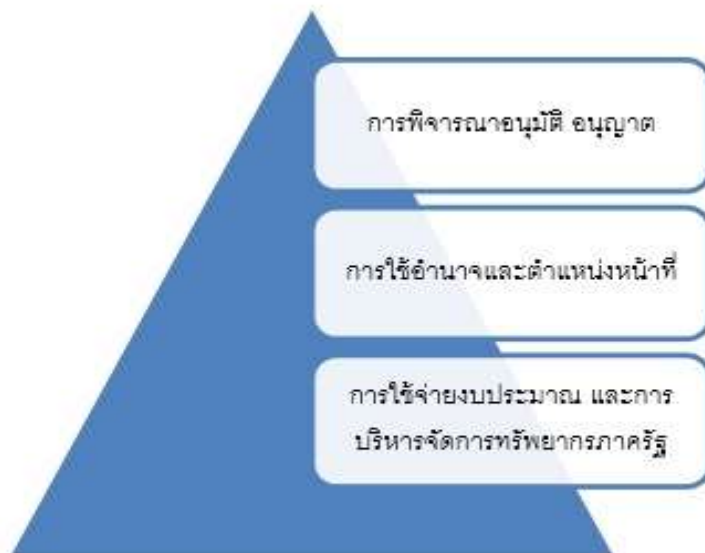 การพิจารณาอนุมัติ อนุญาต
การใช้อำนาจและตำแหน่งหน้าที่
การใช้จ่ายงบประมาณ และการ
บริหารจัดการทรัพยากรภาครัฐ